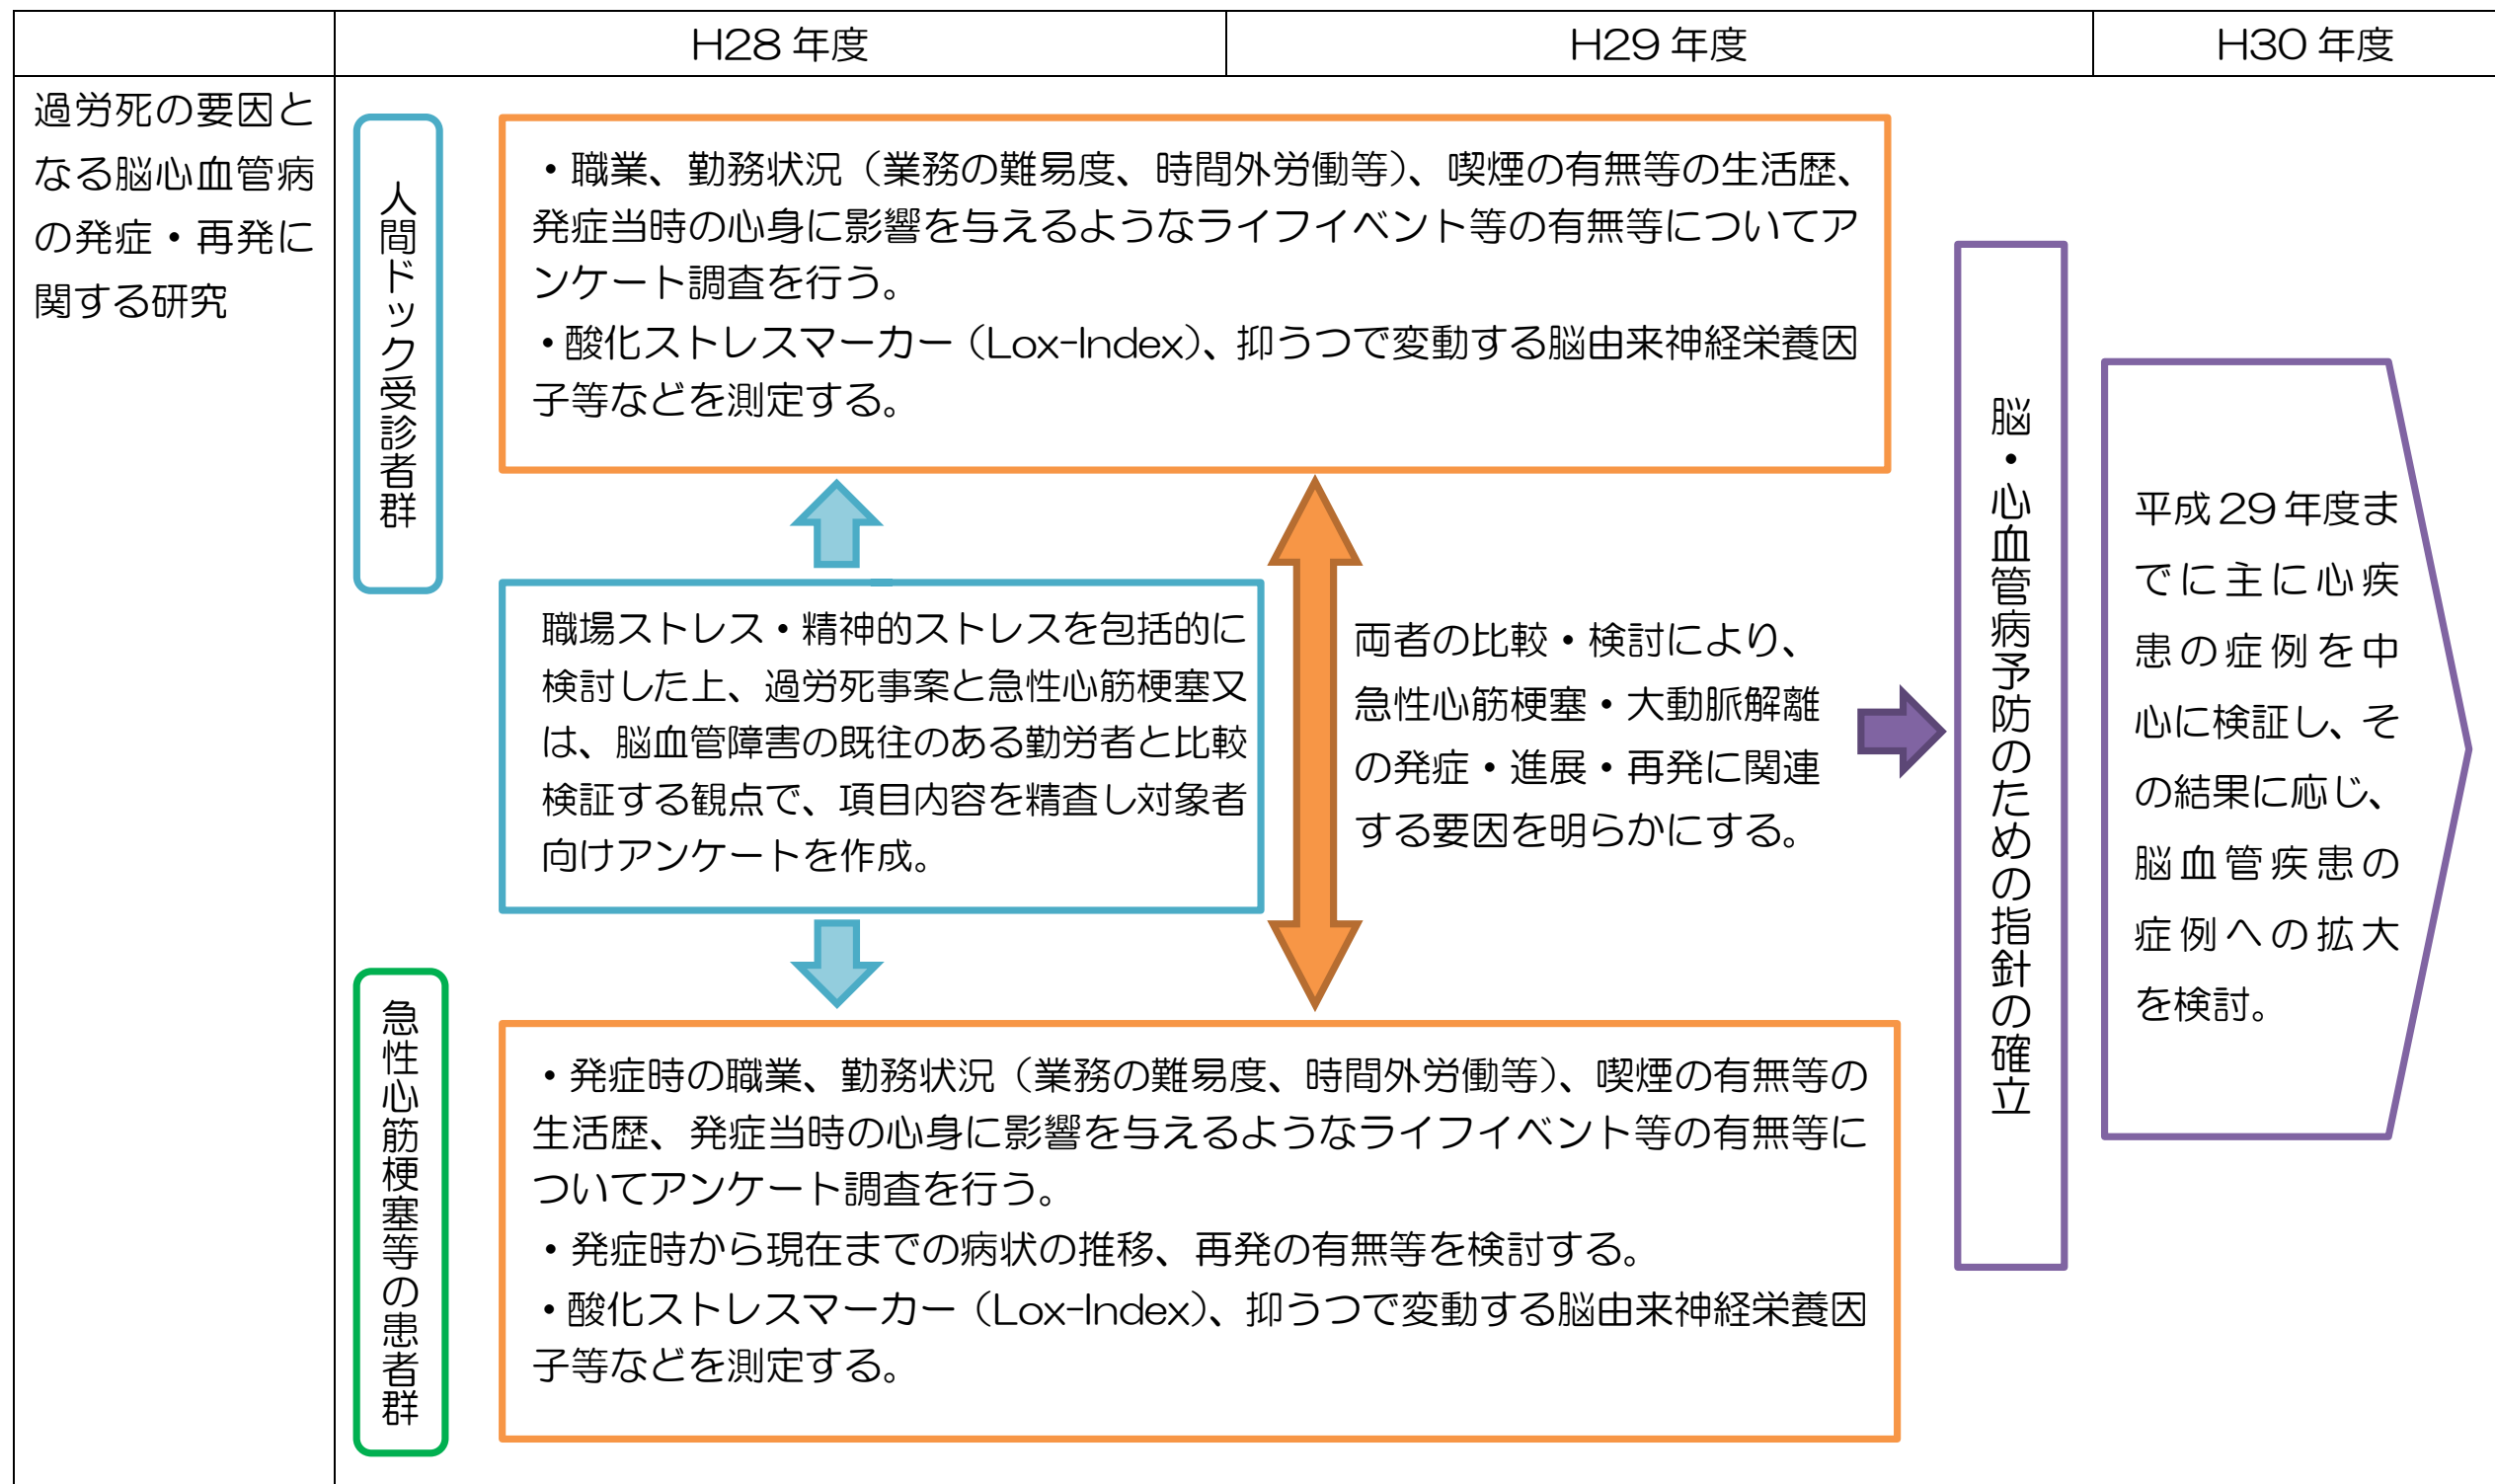 H28 年度
H29 年度
H30 年度
過労死の要因と
なる脳心血管病
の発症・再発に
関する研究
人間ドック受診者群
・職業、勤務状況（業務の難易度、時間外労働等）、喫煙の有無等の生活歴、
発症当時の心身に影響を与えるようなライフイベント等の有無等についてア
ンケート調査を行う。
・酸化ストレスマーカー（Lox-Index）、抑うつで変動する脳由来神経栄養因
子等などを測定する。
職場ストレス・精神的ストレスを包括的に
検討した上、過労死事案と急性心筋梗塞又
は、脳血管障害の既往のある勤労者と比較
検証する観点で、項目内容を精査し対象者
向けアンケートを作成。
両者の比較・検討により、
急性心筋梗塞・大動脈解離
の発症・進展・再発に関連
する要因を明らかにする。
急性心筋梗塞等の患者群
・発症時の職業、勤務状況（業務の難易度、時間外労働等）、喫煙の有無等の
生活歴、発症当時の心身に影響を与えるようなライフイベント等の有無等に
ついてアンケート調査を行う。
・発症時から現在までの病状の推移、再発の有無等を検討する。
・酸化ストレスマーカー（Lox-Index）、抑うつで変動する脳由来神経栄養因
子等などを測定する。
脳・心血管病予防のための指針の確立
平成 29 年度ま
でに主に心疾
患の症例を中
心に検証し、そ
の結果に応じ、
脳血管疾患の
症例への拡大
を検討。